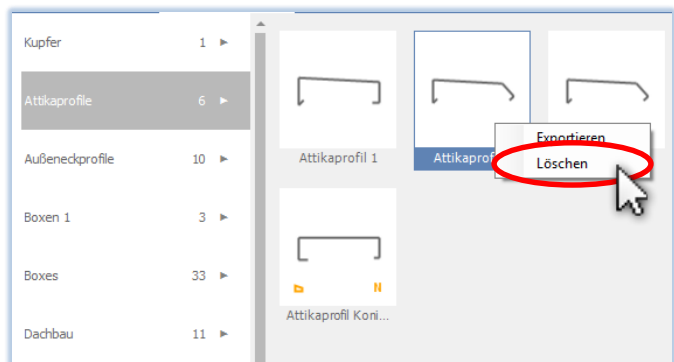 Kupfer 1
Attikaprofile 6
Außeneckprofile 10
Boxen 1 3
Boxes 33
Dachbau 11
Attikaprofil 1
Exportieren
Löschen
N
Attikaprofil Koni...